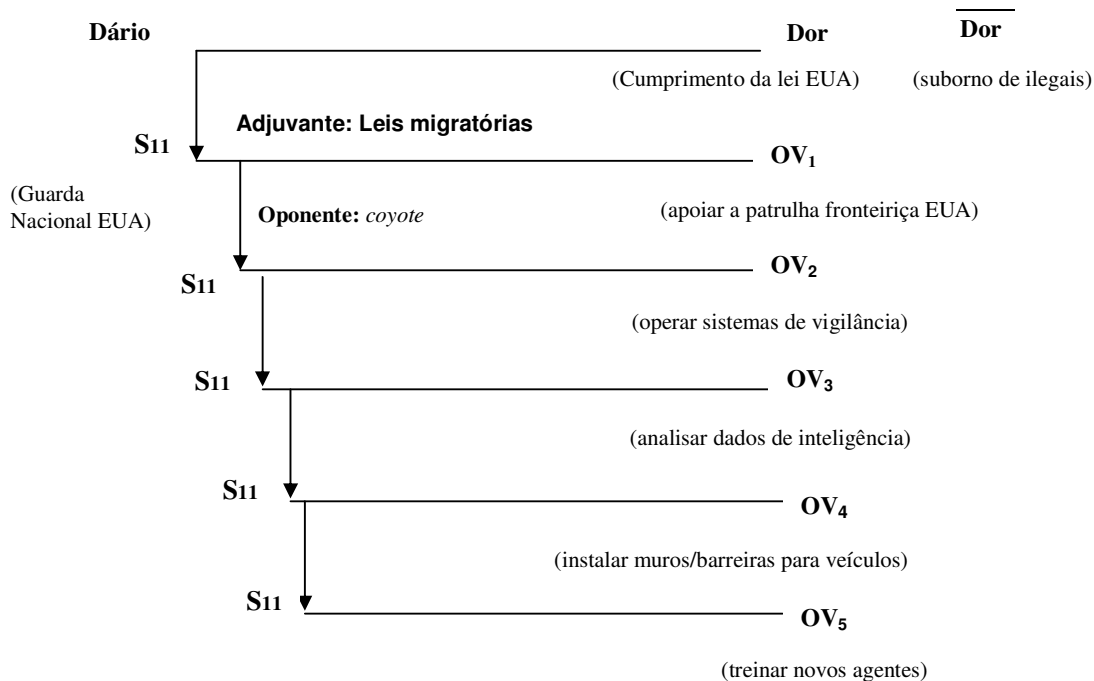 Dário Dor Dor
(Cumprimento da lei EUA) (suborno de ilegais)
Adjuvante: Leis migratórias
S11 OV1
(Guarda
Nacional EUA)
Oponente: coyote (apoiar a patrulha fronteiriça EUA)
S11 OV2
(operar sistemas de vigilância)
S11 OV3
(analisar dados de inteligência)
S11 OV4
(instalar muros/barreiras para veículos)
S11 OV5
(treinar novos agentes)